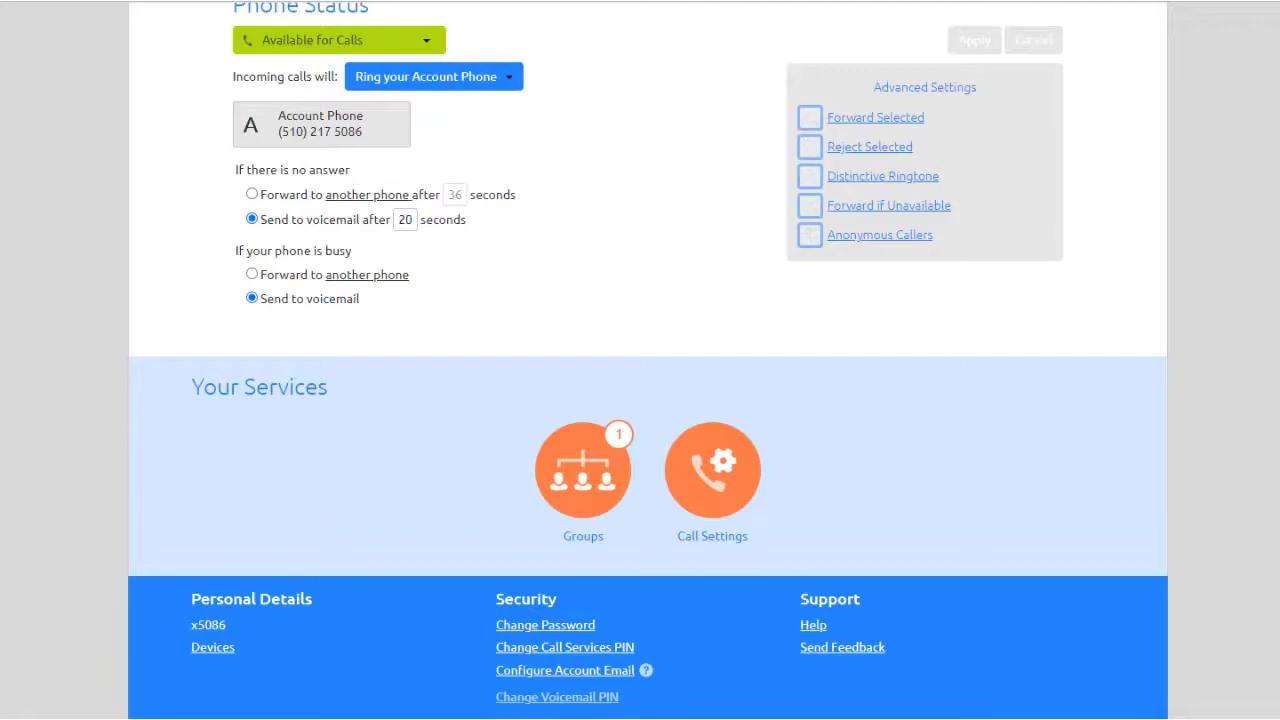 Phone Status
Available for Calls
Apply Cancel
Incoming calls will: Ring your Account Phone
Advanced Settings
A
Account Phone
(510) 217 5086
Forward Selected
Reject Selected
Distinctive Ringtone
Forward if Unavailable
Anonymous Callers
If there is no answer
Forward to another phone after 36 seconds
Send to voicemail after 20 seconds
If your phone is busy
Forward to another phone
Send to voicemail
Your Services
1
Groups
Call Settings
Personal Details
x5086
Devices
Security
Change Password
Change Call Services PIN
Configure Account Email ?
Change Voicemail PIN
Support
Help
Send Feedback